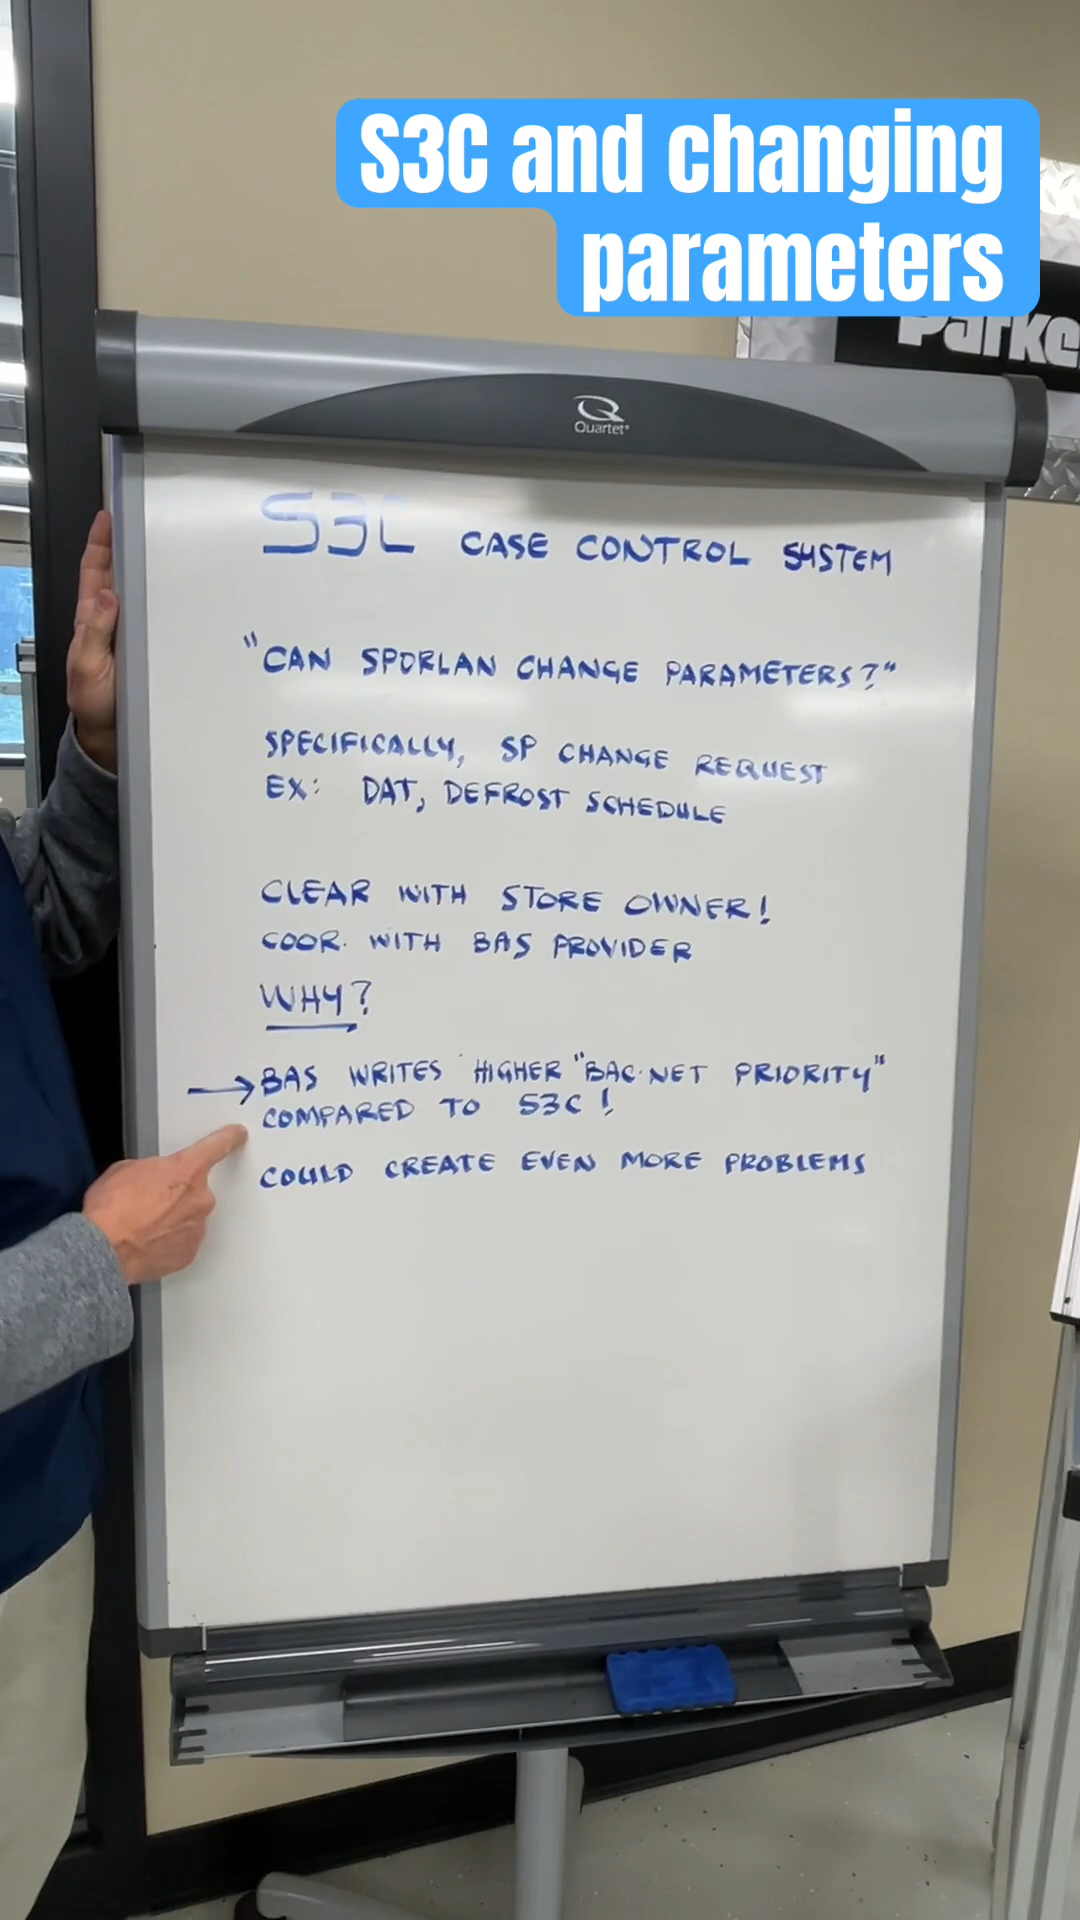 S3C and changing
parameters
Parke
Quartet
S3C CASE CONTROL SYSTEM
"CAN SPORLAN CHANGE PARAMETERS?"
SPECIFICALLY, SP CHANGE REQUEST
EX: DAT, DEFROST SCHEDULE
CLEAR WITH STORE OWNER!
COOR. WITH BAS PROVIDER
WHY?
→BAS WRITES HIGHER "BAC·NET PRIORITY"
COMPARED TO S3C!
COULD CREATE EVEN MORE PROBLEMS